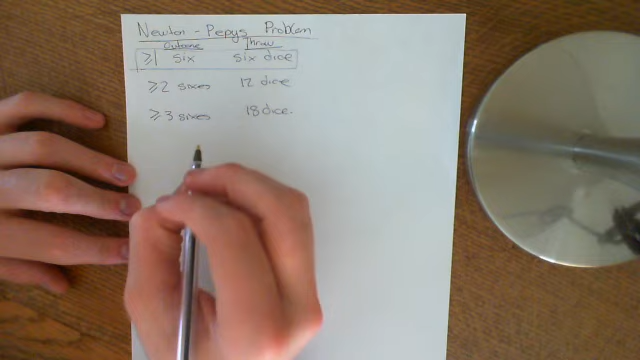 Newton - Pepys Problem
Outcome Throw
≥1 six six dice
≥2 sixes 12 dice
≥3 sixes 18 dice.